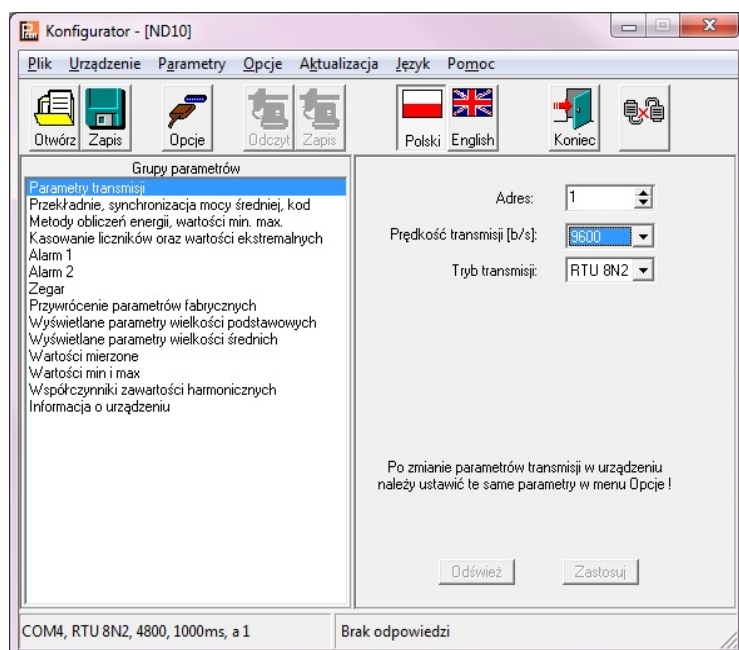 Konfigurator - [ND10]
Plik Urządzenie Parametry Opcje Aktualizacja Język Pomoc
Otwórz Zapis Opcje Odczyt Zapis Polski English Koniec
Grupy parametrów
Parametry transmisji
Przekładnie, synchronizacja mocy średniej, kod
Metody obliczeń energii, wartości min. max.
Kasowanie liczników oraz wartości ekstremalnych
Alarm 1
Alarm 2
Zegar
Przywrócenie parametrów fabrycznych
Wyświetlane parametry wielkości podstawowych
Wyświetlane parametry wielkości średnich
Wartości mierzone
Wartości min i max
Współczynniki zawartości harmonicznych
Informacja o urządzeniu
Adres: 1
Prędkość transmisji [b/s]: 9600
Tryb transmisji: RTU 8N2
Po zmianie parametrów transmisji w urządzeniu
należy ustawić te same parametry w menu Opcje !
Odśwież Zastosuj
COM4, RTU 8N2, 4800, 1000ms, a 1 Brak odpowiedzi